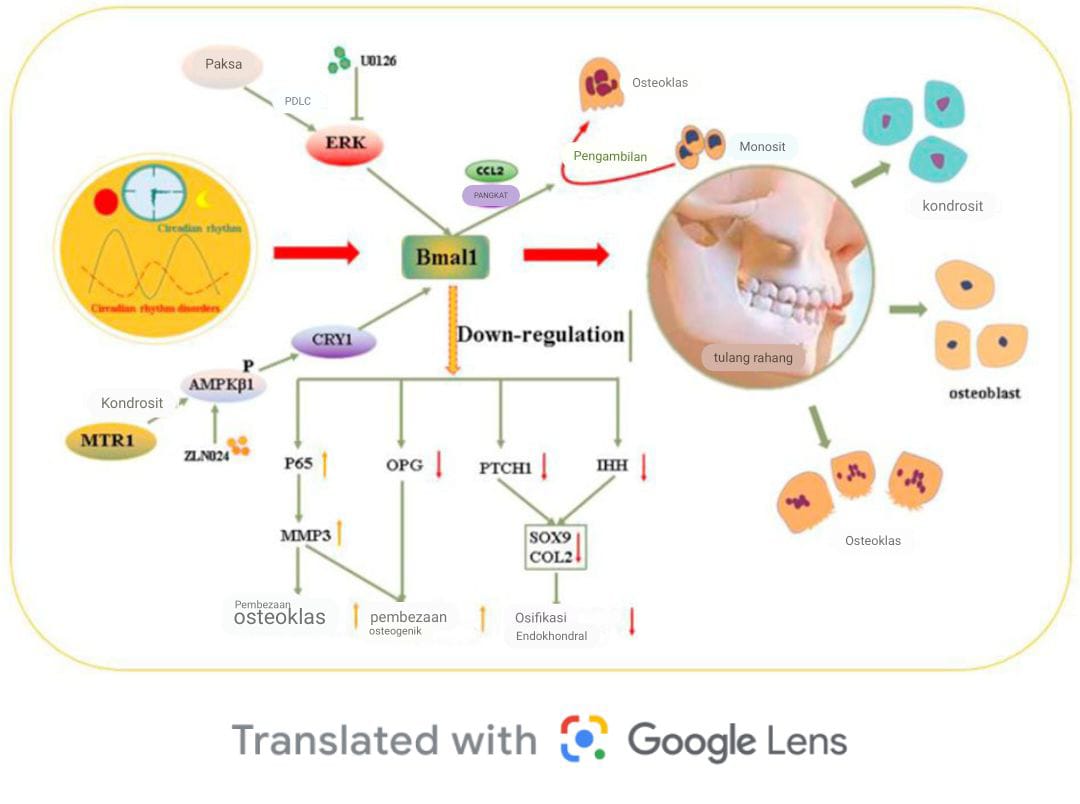 Paksa
U0126
PDLC
ERK
Osteoklas
Pengambilan
Monosit
CCL2
PANGKAT
kondrosit
Circadian rhythm
Circadian rhythm disorders
Bmal1
CRY1
Down-regulation
tulang rahang
P
AMPKβ1
Kondrosit
MTR1
ZLN024
osteoblast
P65
OPG
PTCH1
IHH
MMP3
SOX9
COL2
Osteoklas
Pembezaan
osteoklas
pembezaan
osteogenik
Osifikasi
Endokhondral
Translated with Google Lens